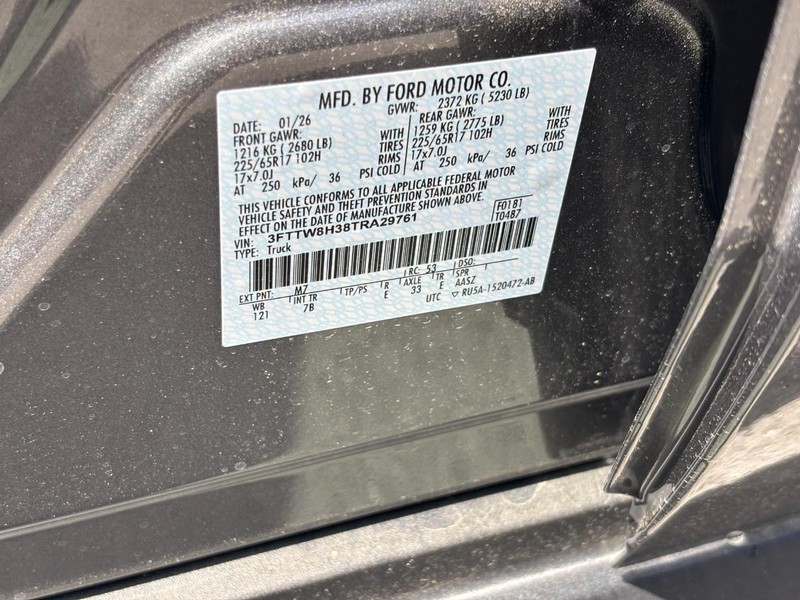 MFD. BY FORD MOTOR CO.
DATE: 01/26 GVWR: 2372 KG ( 5230 LB)
FRONT GAWR: WITH REAR GAWR: WITH
1216 KG ( 2680 LB) TIRES 1259 KG ( 2775 LB) TIRES
225/65R17 102H RIMS 225/65R17 102H RIMS
17x7.0J PSI COLD 17x7.0J PSI COLD
AT 250 kPa/ 36 AT 250 kPa/ 36
THIS VEHICLE CONFORMS TO ALL APPLICABLE FEDERAL MOTOR
VEHICLE SAFETY AND THEFT PREVENTION STANDARDS IN
EFFECT ON THE DATE OF MANUFACTURE SHOWN ABOVE.
VIN: 3FTTW8H38TRA29761 F0181
TYPE: Truck T0487
EXT PNT: M7 RC: 53 DSO:
WB INT TR TP/PS R AXLE TR SPR
121 7B E 33 E AASZ
UTC ▽ RU5A-1520472-AB